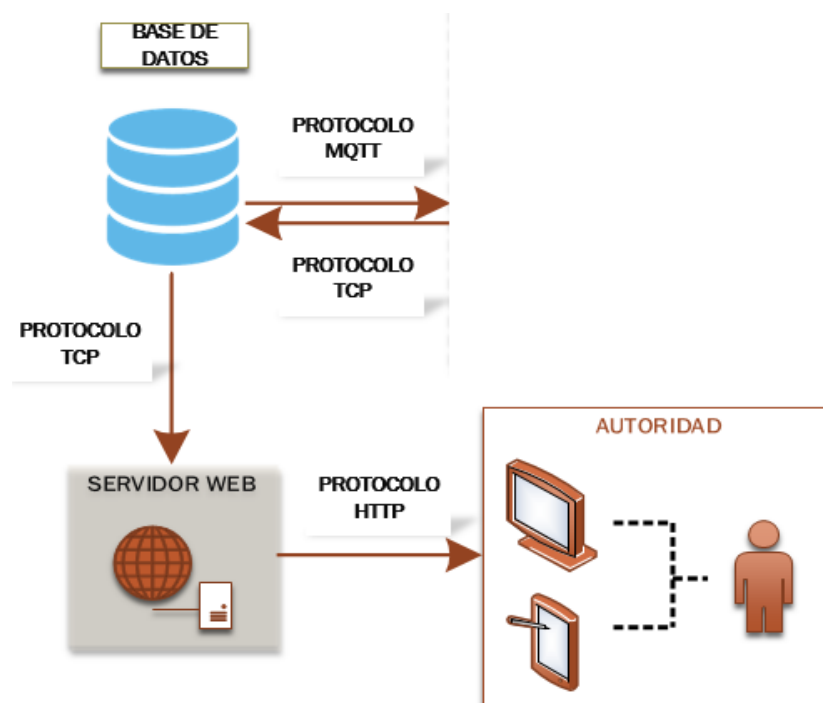 BASE DE
DATOS
PROTOCOLO
MQTT
PROTOCOLO
TCP
PROTOCOLO
TCP
SERVIDOR WEB
PROTOCOLO
HTTP
AUTORIDAD